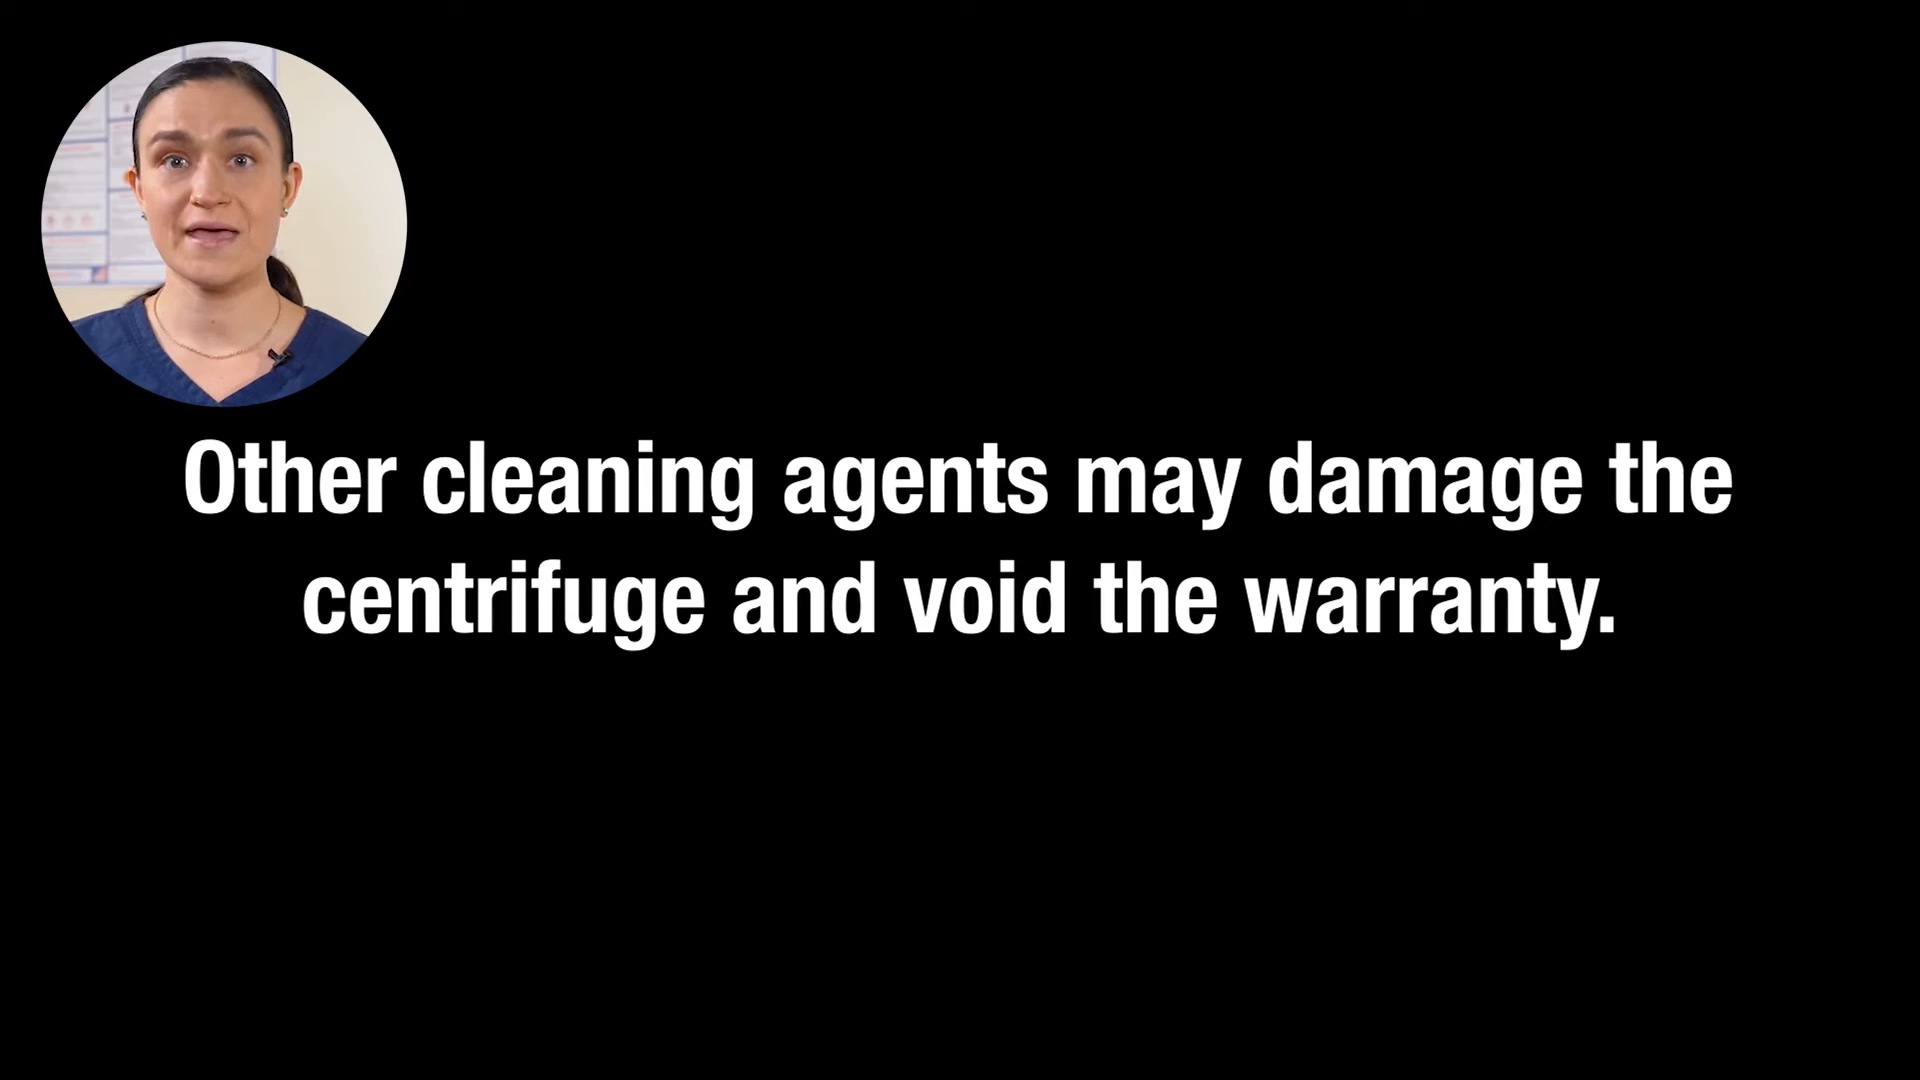 Other cleaning agents may damage the
centrifuge and void the warranty.